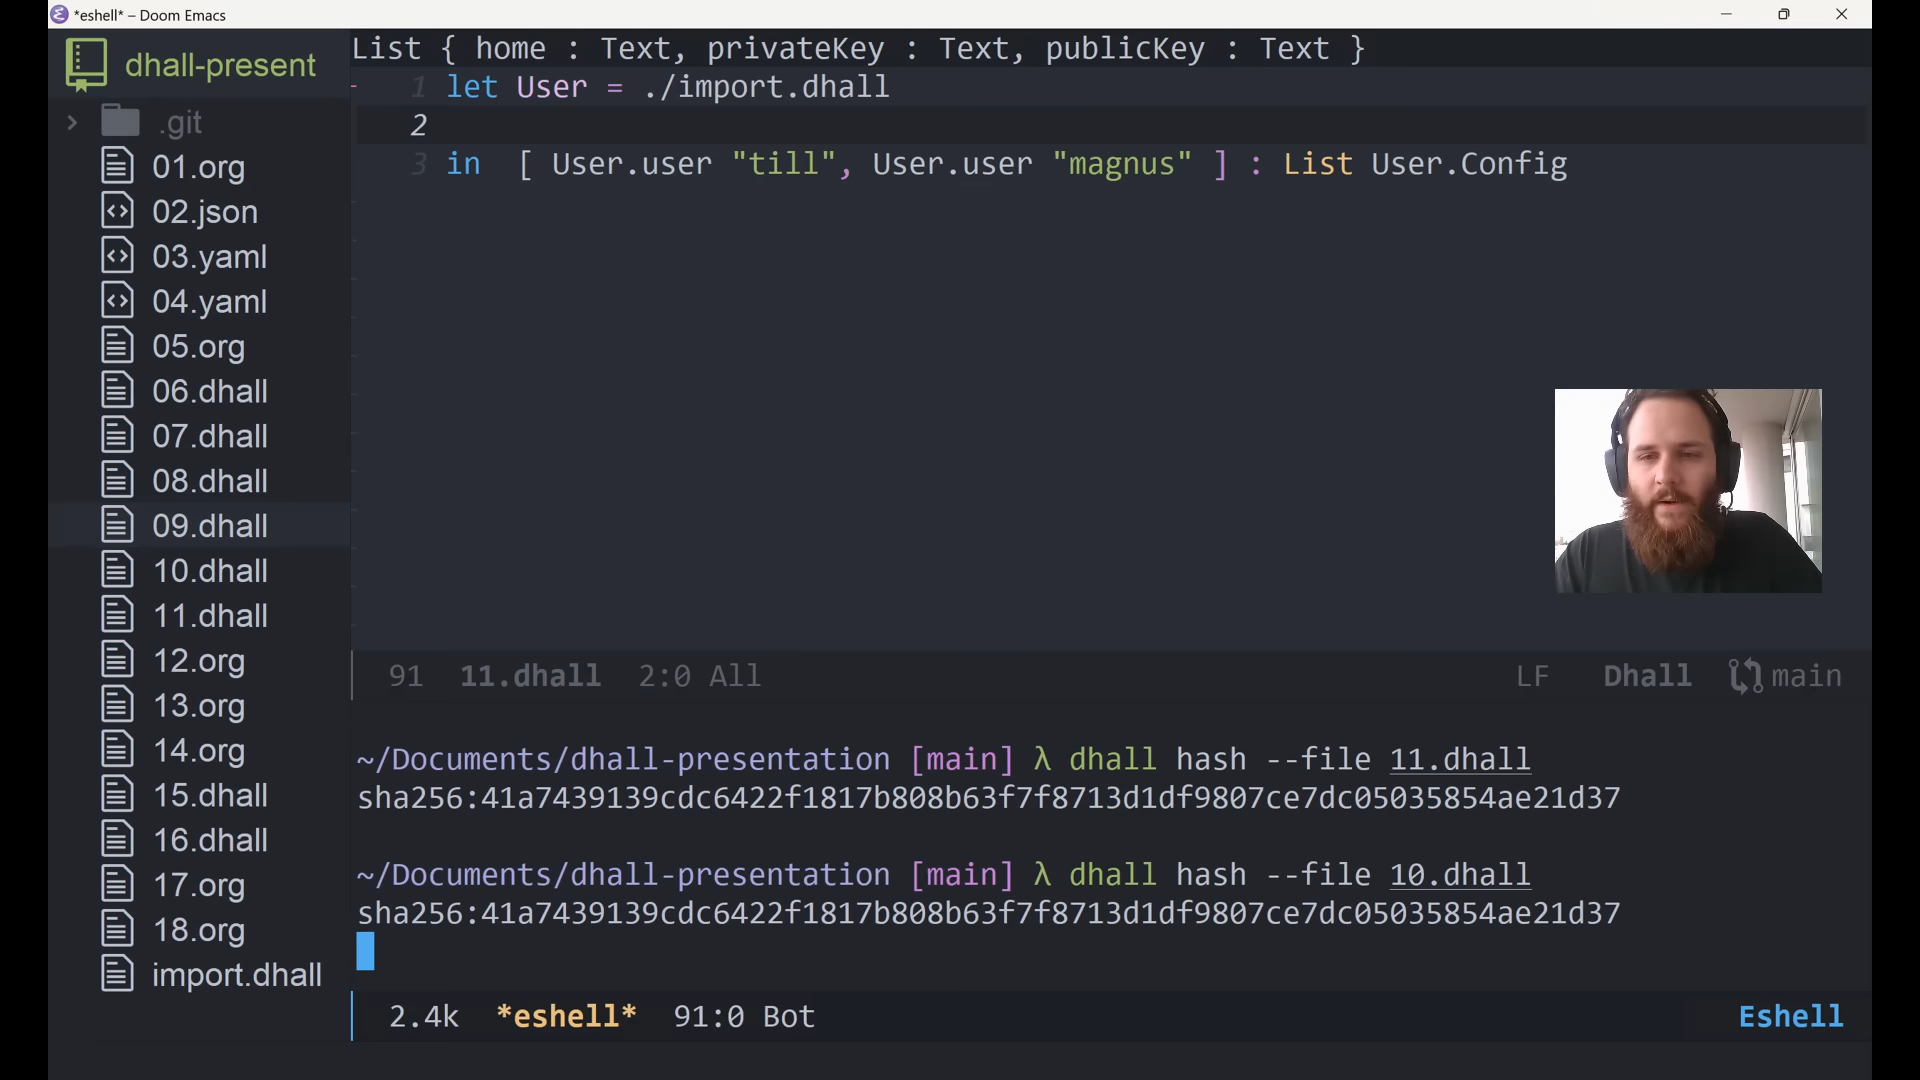 *eshell* – Doom Emacs
dhall-present
.git
01.org
02.json
03.yaml
04.yaml
05.org
06.dhall
07.dhall
08.dhall
09.dhall
10.dhall
11.dhall
12.org
13.org
14.org
15.dhall
16.dhall
17.org
18.org
import.dhall
List { home : Text, privateKey : Text, publicKey : Text }
1 let User = ./import.dhall
2
3 in [ User.user "till", User.user "magnus" ] : List User.Config
91 11.dhall 2:0 All LF Dhall main
~/Documents/dhall-presentation [main] λ dhall hash --file 11.dhall
sha256:41a7439139cdc6422f1817b808b63f7f8713d1df9807ce7dc05035854ae21d37
~/Documents/dhall-presentation [main] λ dhall hash --file 10.dhall
sha256:41a7439139cdc6422f1817b808b63f7f8713d1df9807ce7dc05035854ae21d37
2.4k *eshell* 91:0 Bot Eshell